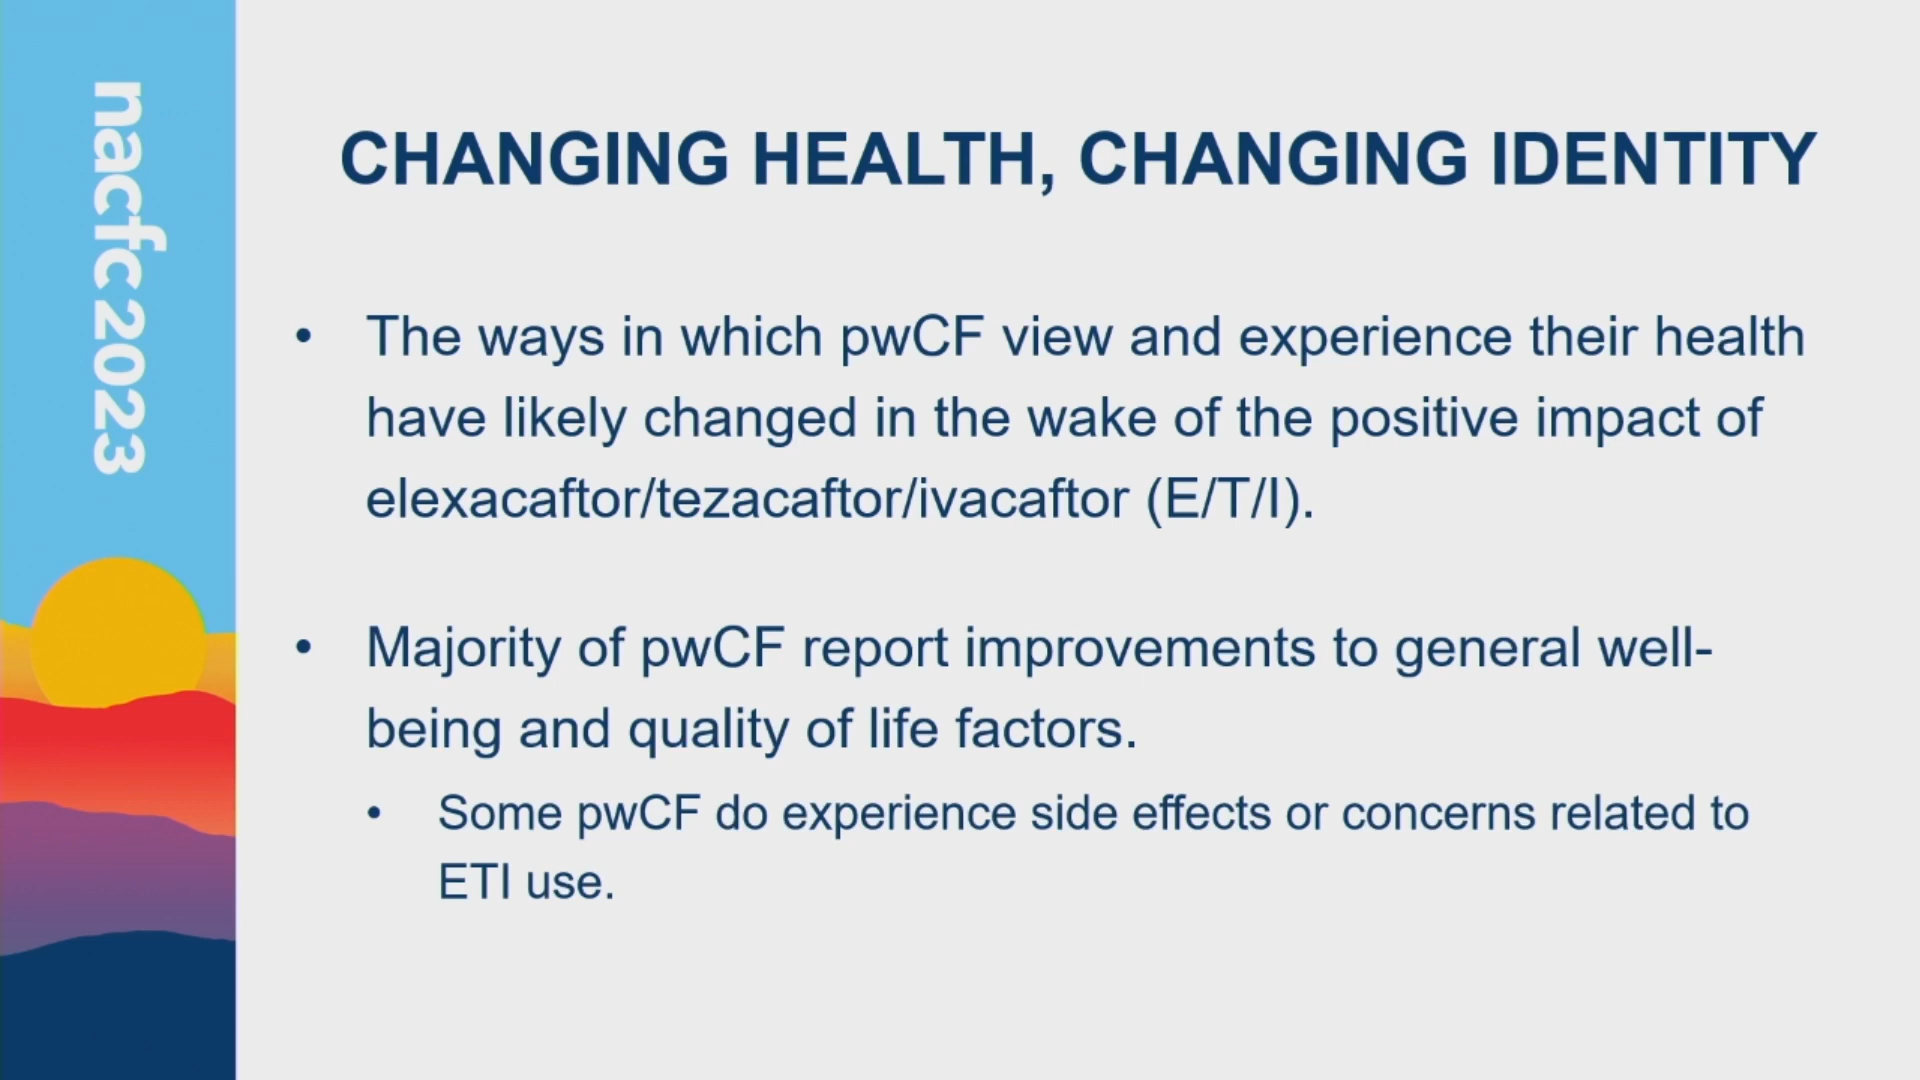 nacfc 2023
CHANGING HEALTH, CHANGING IDENTITY
• The ways in which pwCF view and experience their health
have likely changed in the wake of the positive impact of
elexacaftor/tezacaftor/ivacaftor (E/T/I).
• Majority of pwCF report improvements to general well-
being and quality of life factors.
• Some pwCF do experience side effects or concerns related to
ETI use.